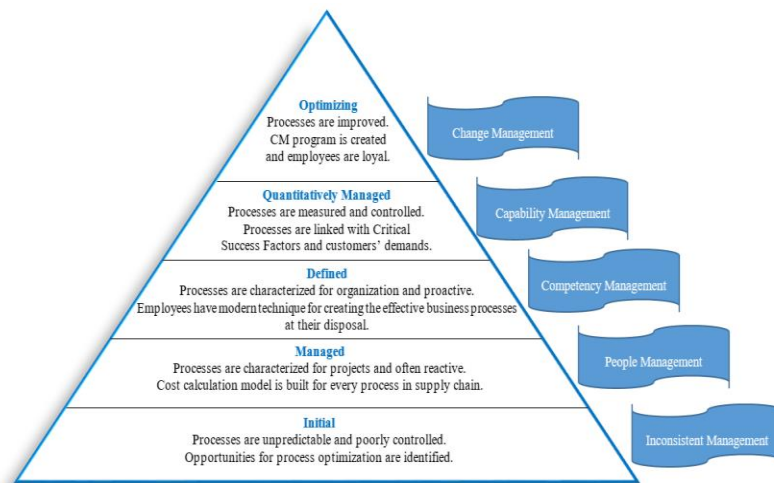 Optimizing
Processes are improved.
CM program is created
and employees are loyal.
Change Management
Quantitatively Managed
Processes are measured and controlled.
Processes are linked with Critical
Success Factors and customers' demands.
Capability Management
Defined
Processes are characterized for organization and proactive.
Employees have modern technique for creating the effective business processes
at their disposal.
Competency Management
Managed
Processes are characterized for projects and often reactive.
Cost calculation model is built for every process in supply chain.
People Management
Initial
Processes are unpredictable and poorly controlled.
Opportunities for process optimization are identified.
Inconsistent Management